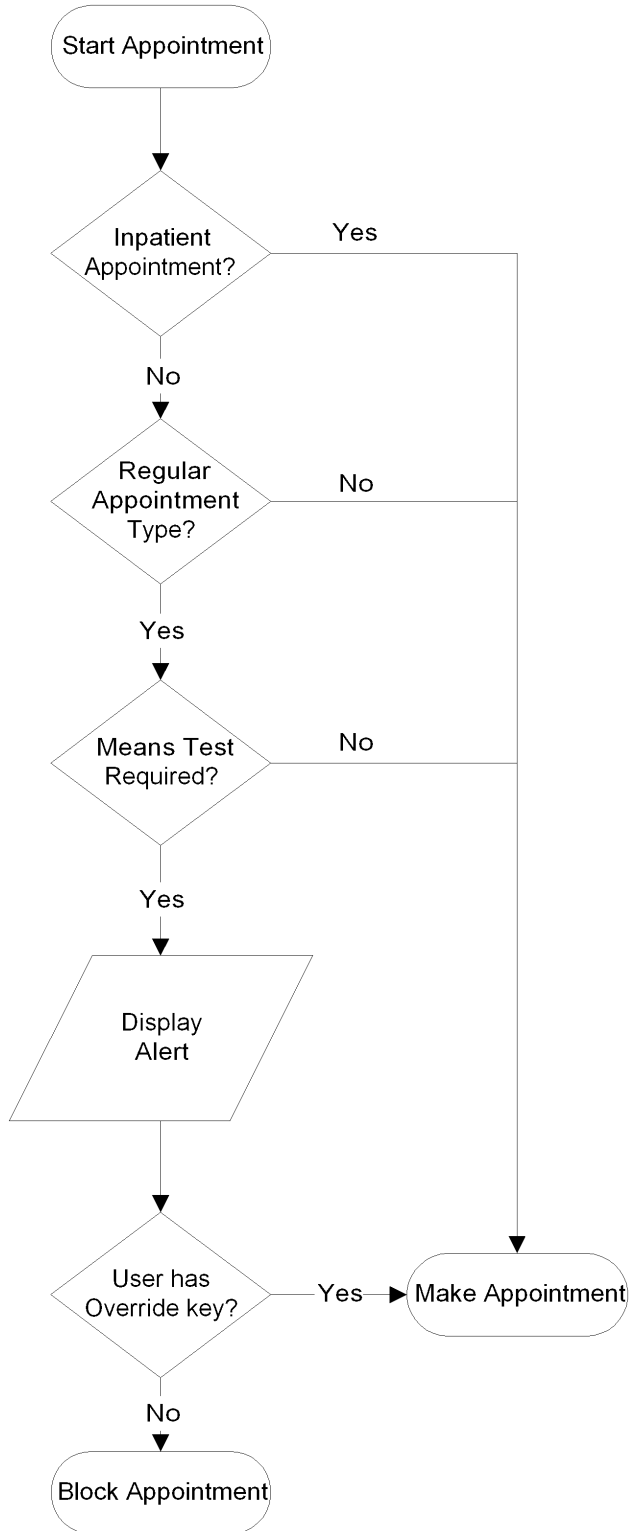 Start Appointment
Inpatient
Appointment?
Yes
No
Regular
Appointment
Type?
No
Yes
Means Test
Required?
No
Yes
Display
Alert
User has
Override key?
Yes
Make Appointment
No
Block Appointment